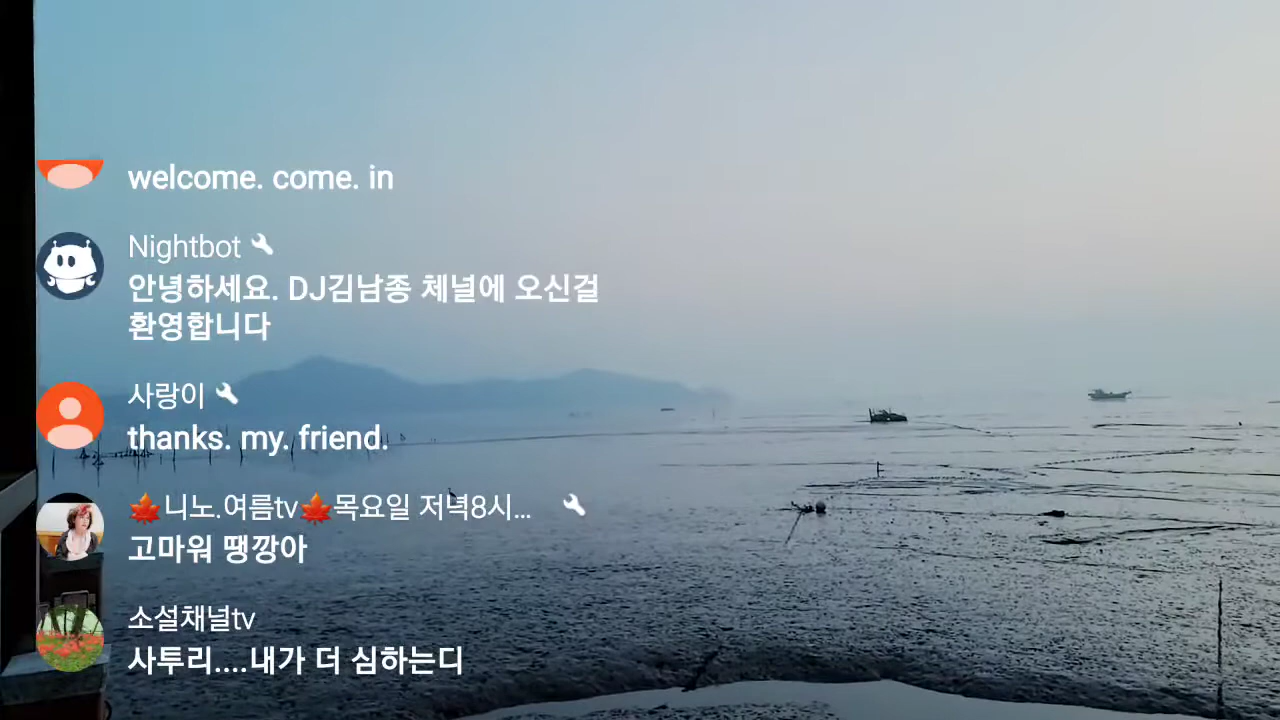 welcome. come. in
Nightbot
안녕하세요. DJ김남종 체널에 오신걸
환영합니다
사랑이
thanks. my. friend.
🍁니노.여름tv🍁목요일 저녁8시...
고마워 땡깡아
소설채널tv
사투리....내가 더 심하는디